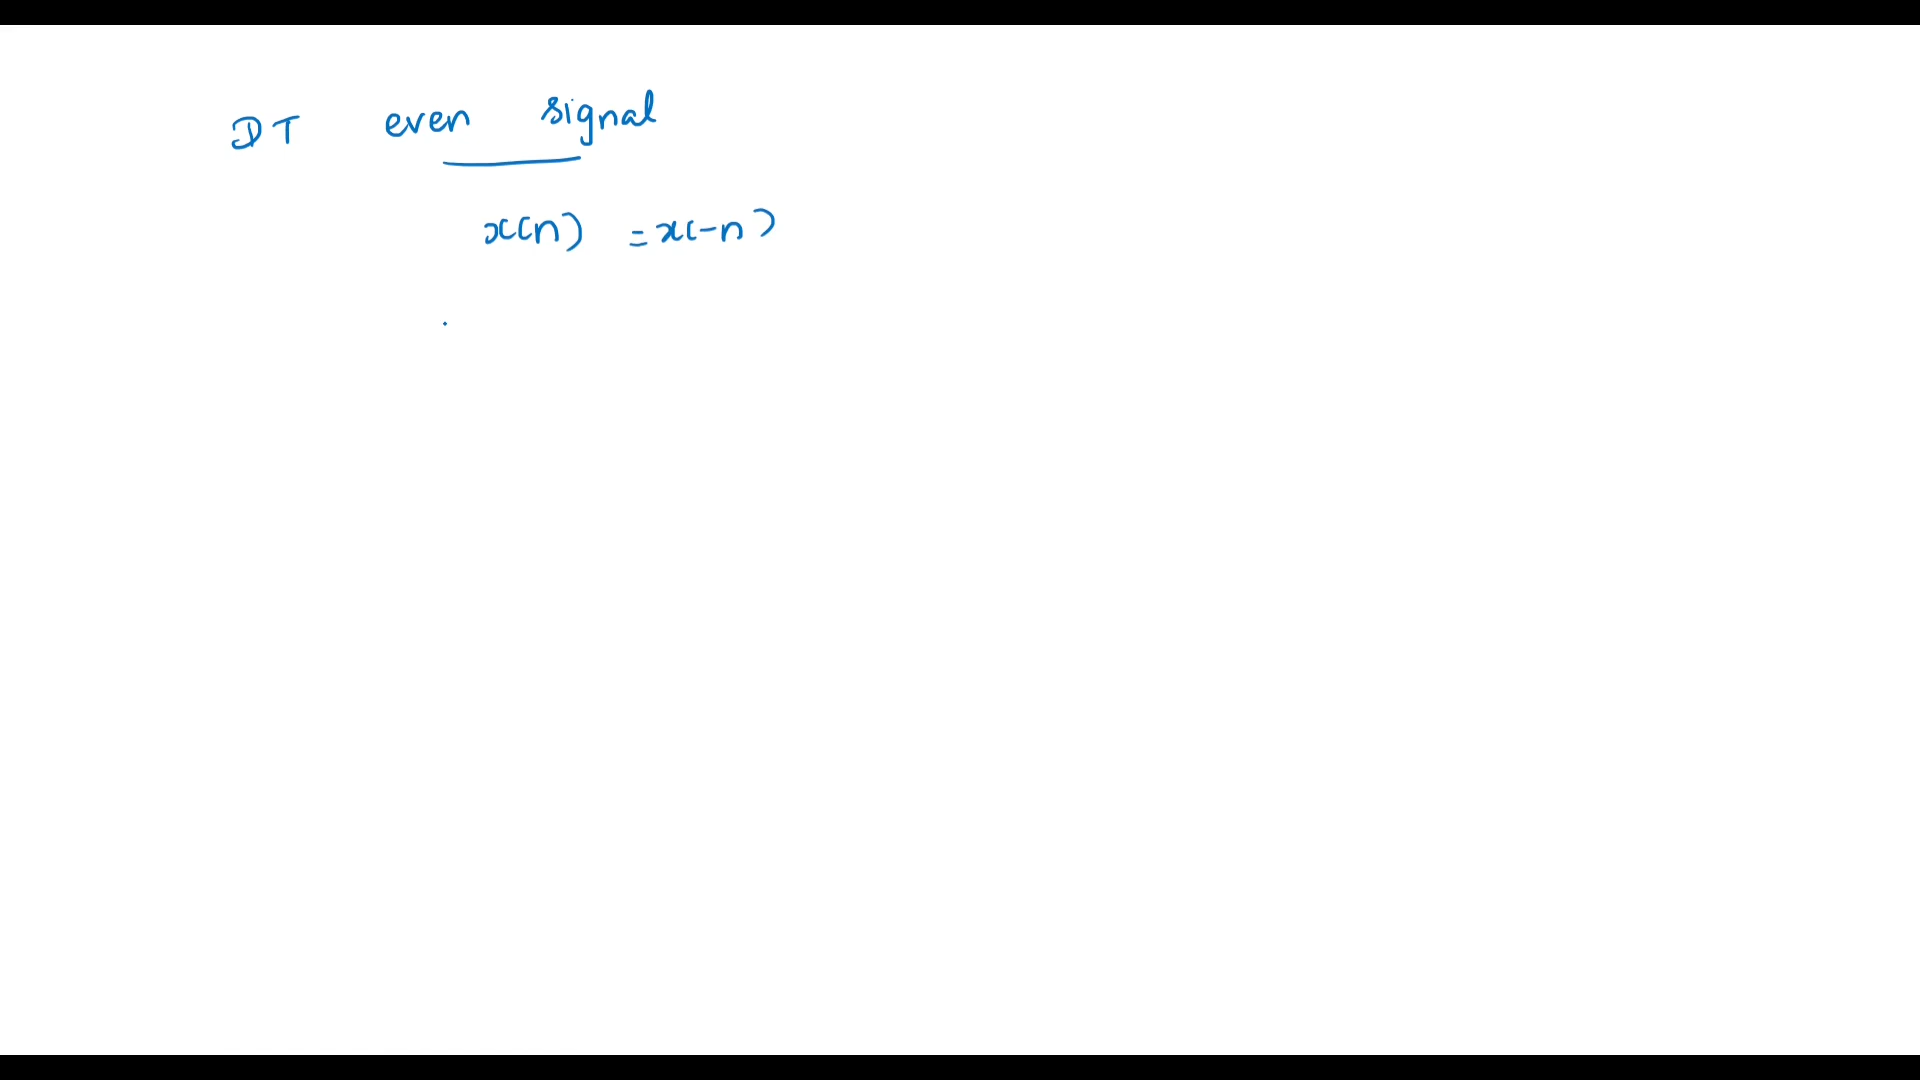 DT even signal
x(n) = x(-n)